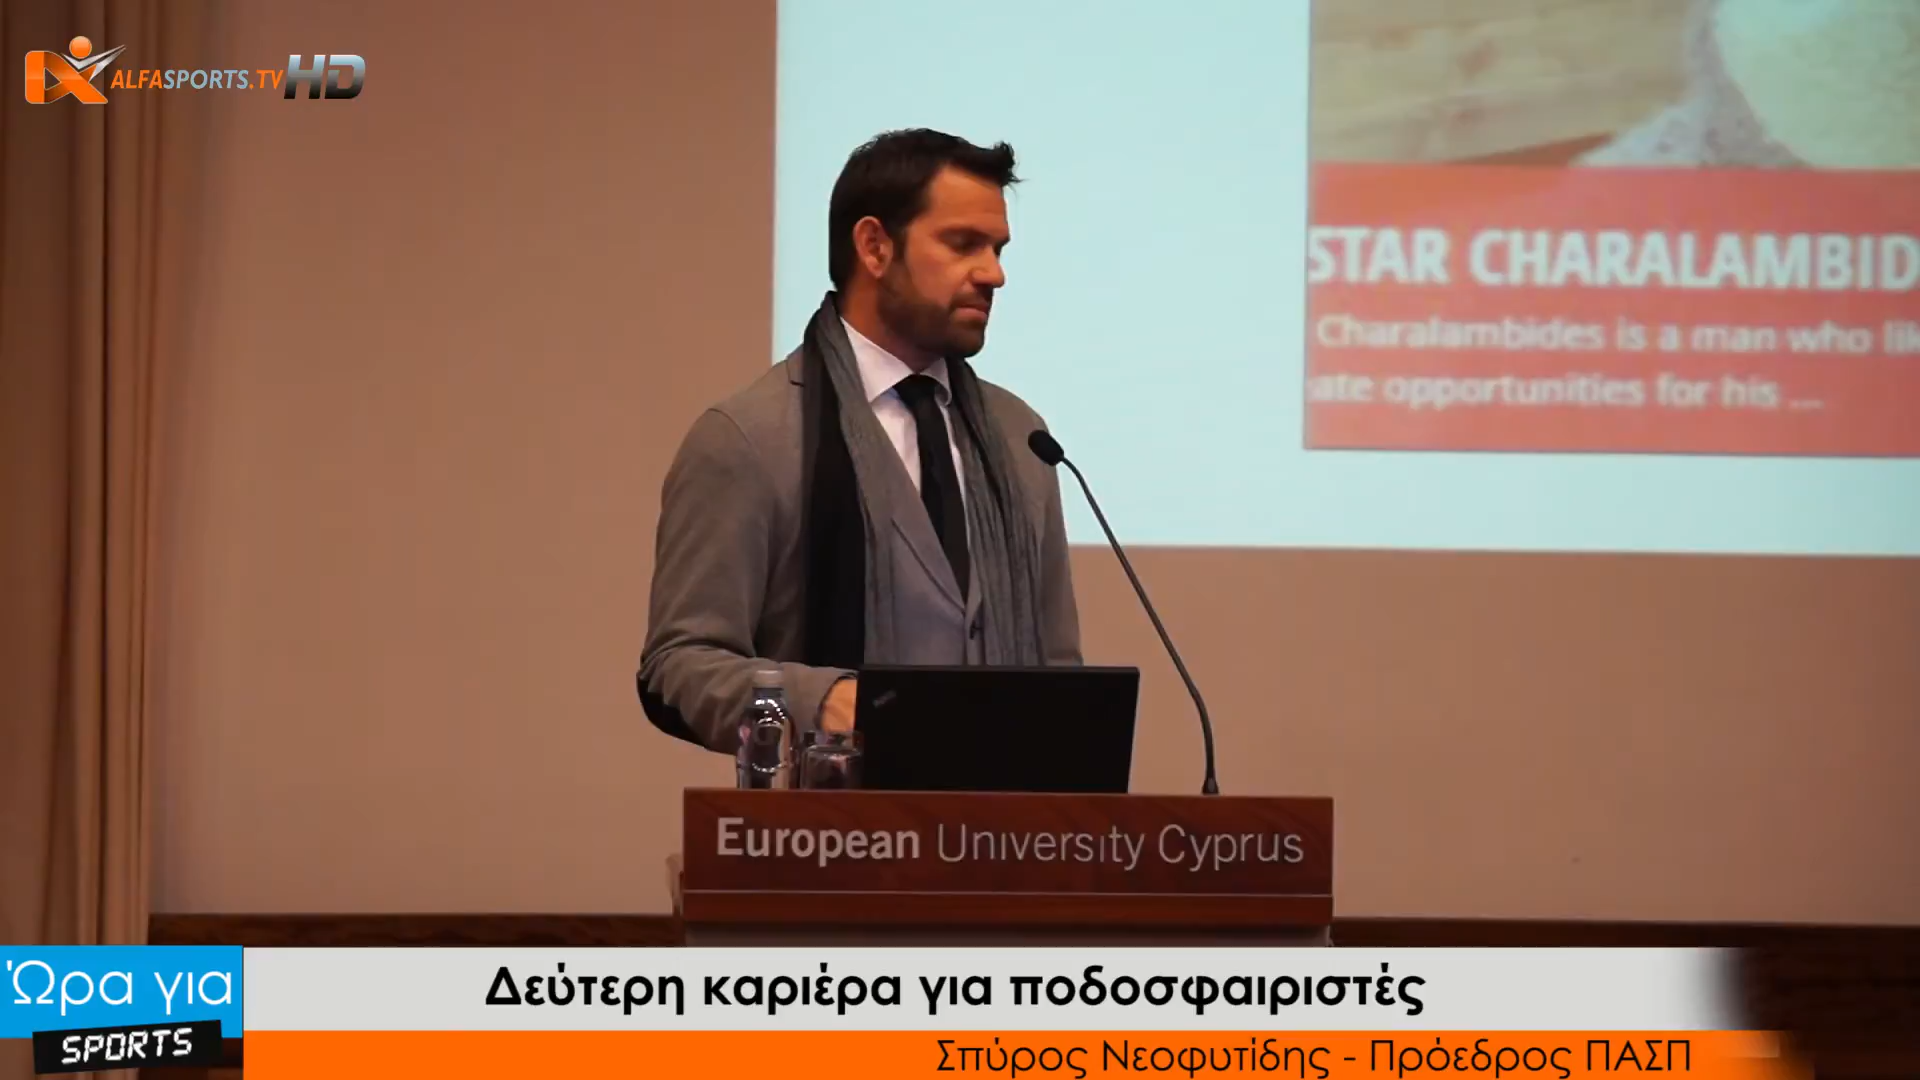 ALFASPORTS.TV HD
STAR CHARALAMBID
Charalambides is a man who lik
ate opportunities for his ...
European University Cyprus
Ώρα για
SPORTS
Δεύτερη καριέρα για ποδοσφαιριστές
Σπύρος Νεοφυτίδης - Πρόεδρος ΠΑΣΠ